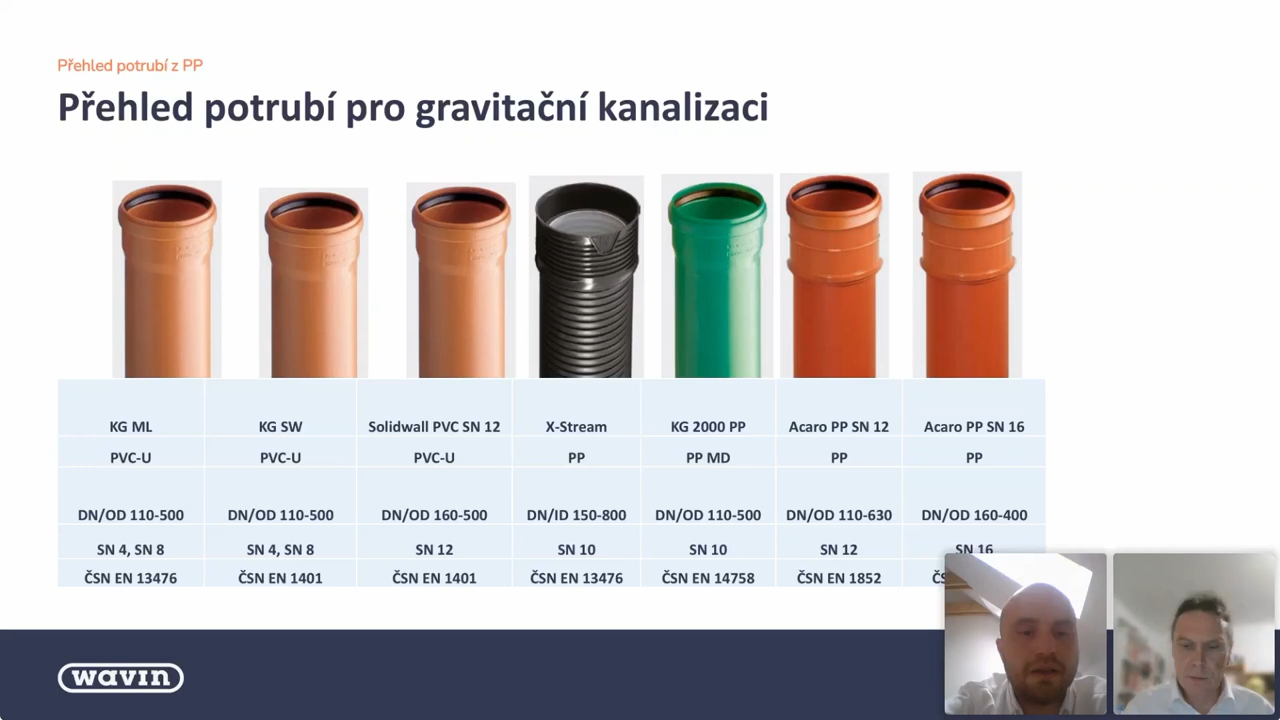 Přehled potrubí z PP
Přehled potrubí pro gravitační kanalizaci
KG ML KG SW Solidwall PVC SN 12 X-Stream KG 2000 PP Acaro PP SN 12 Acaro PP SN 16
PVC-U PVC-U PVC-U PP PP MD PP PP
DN/OD 110-500 DN/OD 110-500 DN/OD 160-500 DN/ID 150-800 DN/OD 110-500 DN/OD 110-630 DN/OD 160-400
SN 4, SN 8 SN 4, SN 8 SN 12 SN 10 SN 10 SN 12 SN 16
ČSN EN 13476 ČSN EN 1401 ČSN EN 1401 ČSN EN 13476 ČSN EN 14758 ČSN EN 1852
wavin